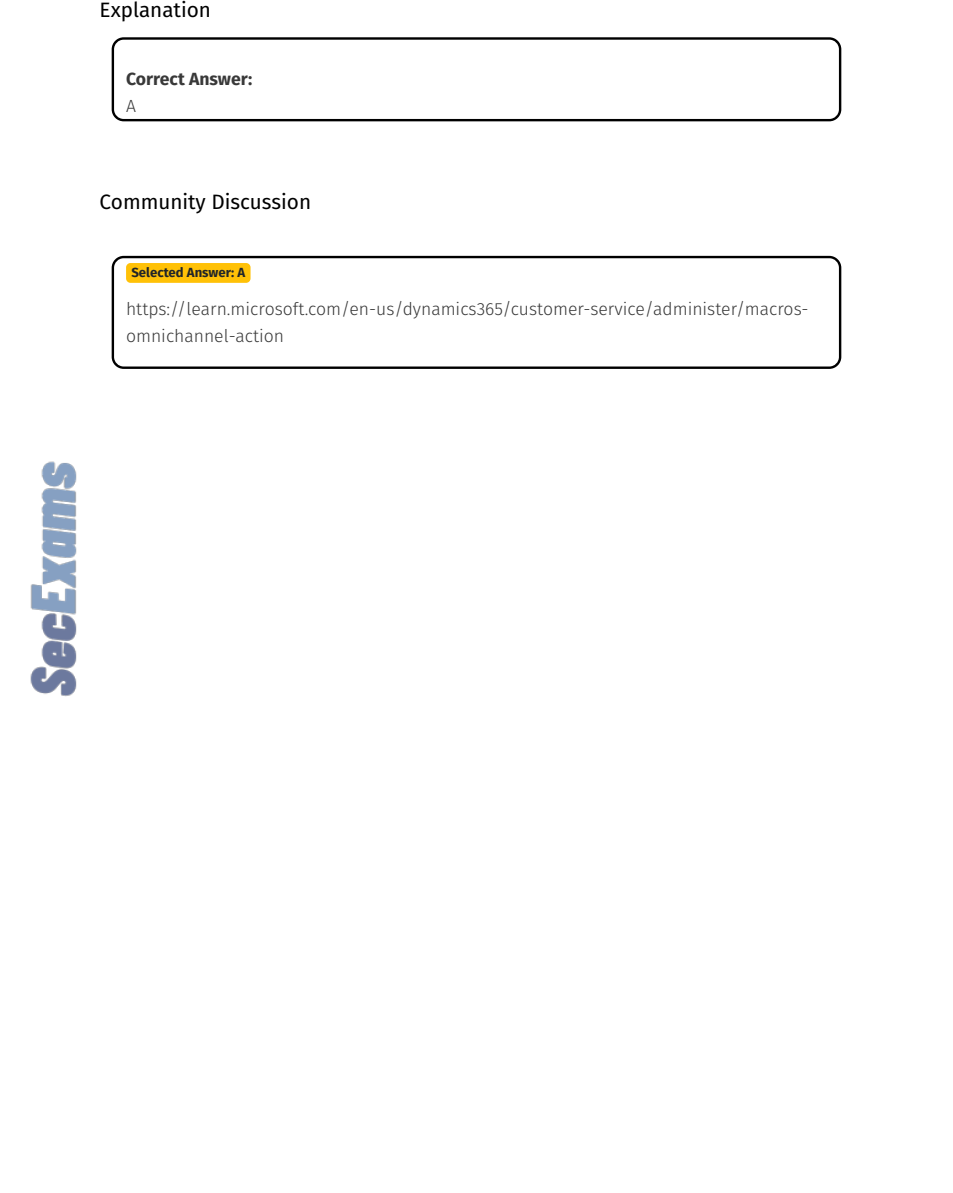 Explanation
Correct Answer:
A
Community Discussion
Selected Answer: A
https://learn.microsoft.com/en-us/dynamics365/customer-service/administer/macros-
omnichannel-action
SecExams